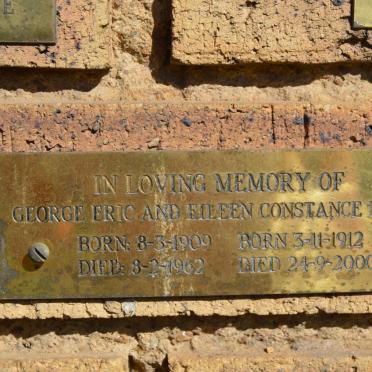 E
IN LOVING MEMORY OF
GEORGE ERIC AND EILEEN CONSTANCE
BORN: 8-3-1909 BORN 3-11-1912
DIED: 8-2-1962 DIED 24-9-2000